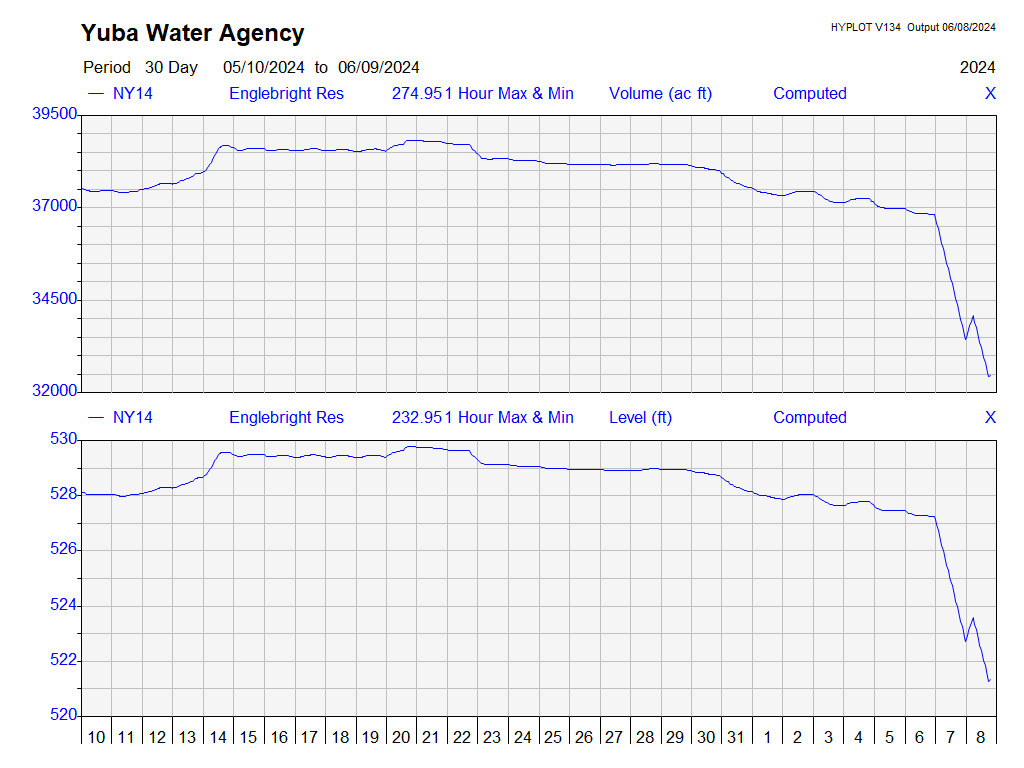 Yuba Water Agency
HYPLOT V134 Output 06/08/2024
Period 30 Day 05/10/2024 to 06/09/2024 2024
NY14 Englebright Res 274.951 Hour Max & Min Volume (ac ft) Computed X
39500
37000
34500
32000
NY14 Englebright Res 232.951 Hour Max & Min Level (ft) Computed X
530
528
526
524
522
520
10 11 12 13 14 15 16 17 18 19 20 21 22 23 24 25 26 27 28 29 30 31 1 2 3 4 5 6 7 8